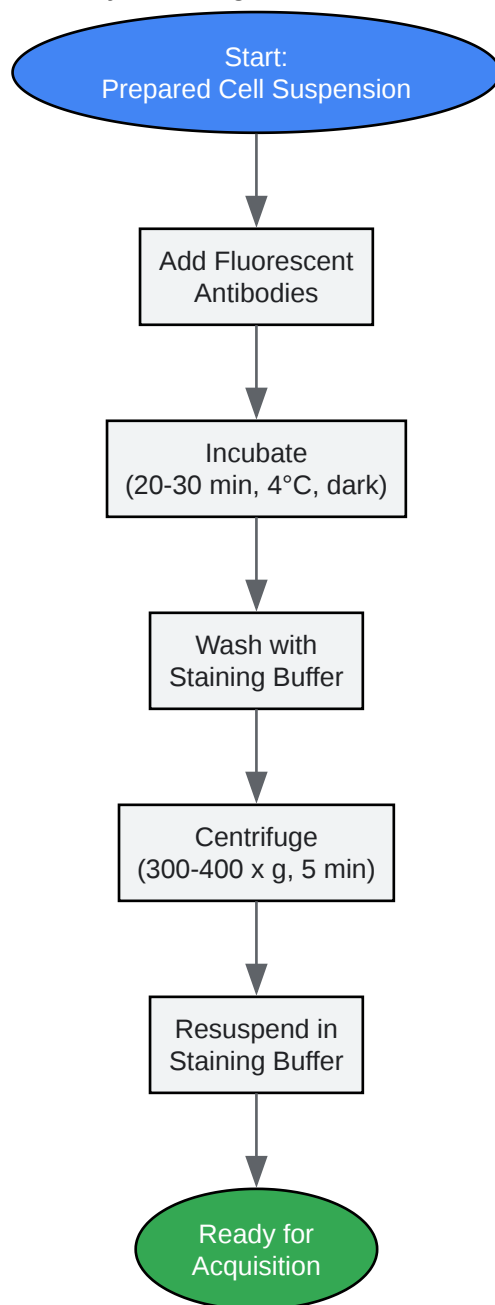 Start:
Prepared Cell Suspension
Add Fluorescent
Antibodies
Incubate
(20-30 min, 4°C, dark)
Wash with
Staining Buffer
Centrifuge
(300-400 x g, 5 min)
Resuspend in
Staining Buffer
Ready for
Acquisition